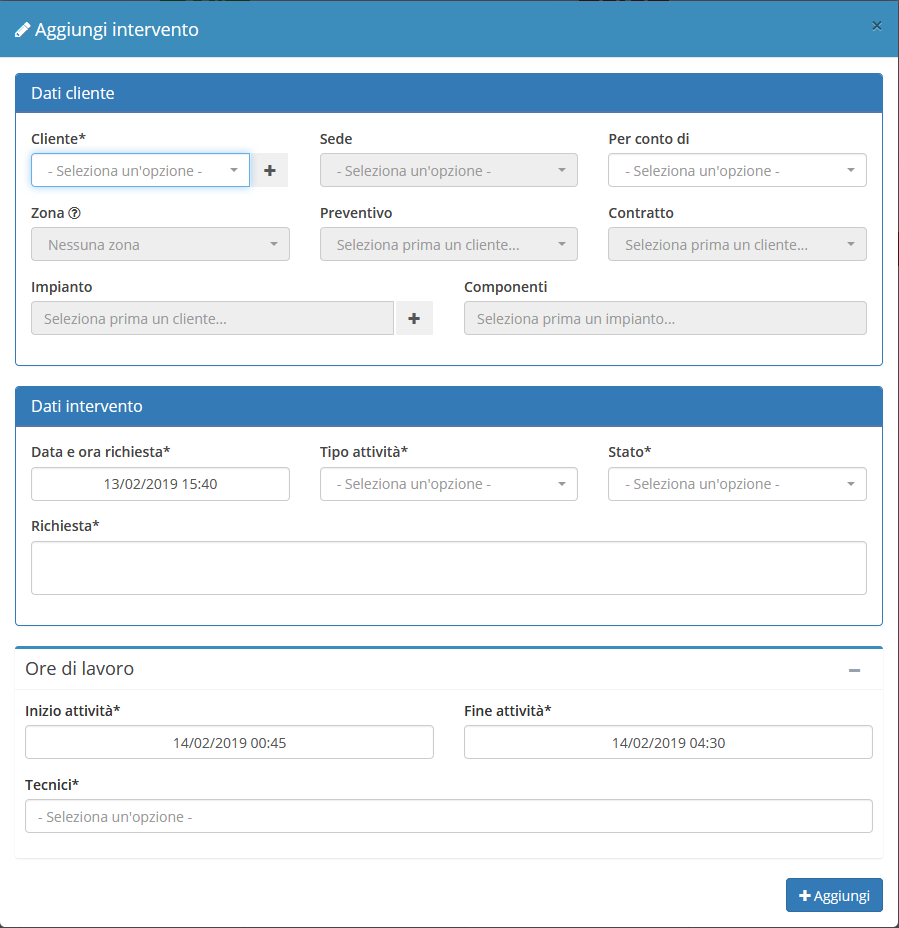 Aggiungi intervento
×
Dati cliente
Cliente* Sede Per conto di
- Seleziona un'opzione - - Seleziona un'opzione - - Seleziona un'opzione -
Zona Preventivo Contratto
Nessuna zona Seleziona prima un cliente... Seleziona prima un cliente...
Impianto Componenti
Seleziona prima un cliente... Seleziona prima un impianto...
Dati intervento
Data e ora richiesta* Tipo attività* Stato*
13/02/2019 15:40 - Seleziona un'opzione - - Seleziona un'opzione -
Richiesta*
Ore di lavoro
Inizio attività* Fine attività*
14/02/2019 00:45 14/02/2019 04:30
Tecnici*
- Seleziona un'opzione -
Aggiungi